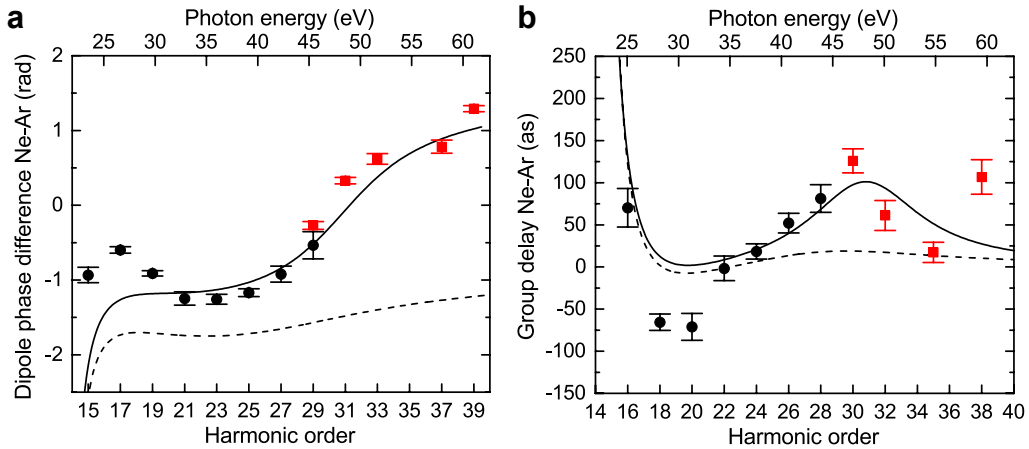 a
Photon energy (eV)
25 30 35 40 45 50 55 60
Dipole phase difference Ne-Ar (rad)
2
1
0
-1
-2
15 17 19 21 23 25 27 29 31 33 35 37 39
Harmonic order
b
Photon energy (eV)
25 30 35 40 45 50 55 60
Group delay Ne-Ar (as)
250
200
150
100
50
0
-50
-100
-150
14 16 18 20 22 24 26 28 30 32 34 36 38 40
Harmonic order